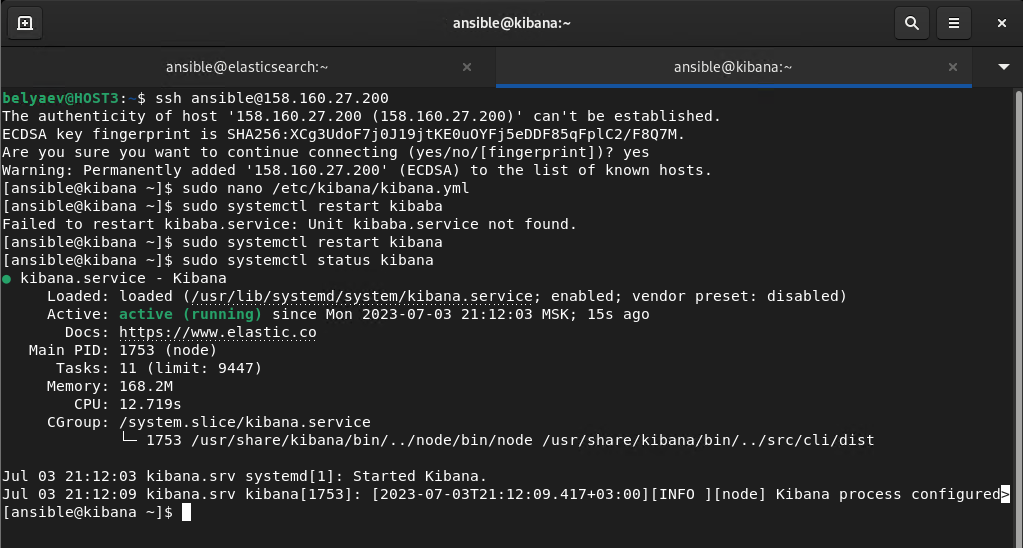 ansible@kibana:~
ansible@elasticsearch:~
ansible@kibana:~
belyaev@HOST3:~$ ssh ansible@158.160.27.200
The authenticity of host '158.160.27.200 (158.160.27.200)' can't be established.
ECDSA key fingerprint is SHA256:XCg3UdoF7j0J19jtKE0uOYFj5eDDF85qFplC2/F8Q7M.
Are you sure you want to continue connecting (yes/no/[fingerprint])? yes
Warning: Permanently added '158.160.27.200' (ECDSA) to the list of known hosts.
[ansible@kibana ~]$ sudo nano /etc/kibana/kibana.yml
[ansible@kibana ~]$ sudo systemctl restart kibaba
Failed to restart kibaba.service: Unit kibaba.service not found.
[ansible@kibana ~]$ sudo systemctl restart kibana
[ansible@kibana ~]$ sudo systemctl status kibana
● kibana.service - Kibana
     Loaded: loaded (/usr/lib/systemd/system/kibana.service; enabled; vendor preset: disabled)
     Active: active (running) since Mon 2023-07-03 21:12:03 MSK; 15s ago
       Docs: https://www.elastic.co
   Main PID: 1753 (node)
      Tasks: 11 (limit: 9447)
     Memory: 168.2M
        CPU: 12.719s
     CGroup: /system.slice/kibana.service
             └─ 1753 /usr/share/kibana/bin/../node/bin/node /usr/share/kibana/bin/../src/cli/dist
Jul 03 21:12:03 kibana.srv systemd[1]: Started Kibana.
Jul 03 21:12:09 kibana.srv kibana[1753]: [2023-07-03T21:12:09.417+03:00][INFO ][node] Kibana process configured>
[ansible@kibana ~]$